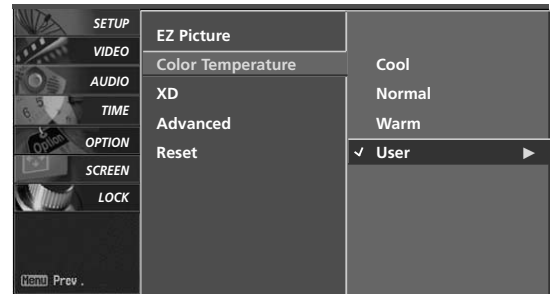 SETUP
VIDEO
AUDIO
TIME
OPTION
SCREEN
LOCK
Menu Prev.
EZ Picture
Color Temperature
XD
Advanced
Reset
Cool
Normal
Warm
✓ User ►